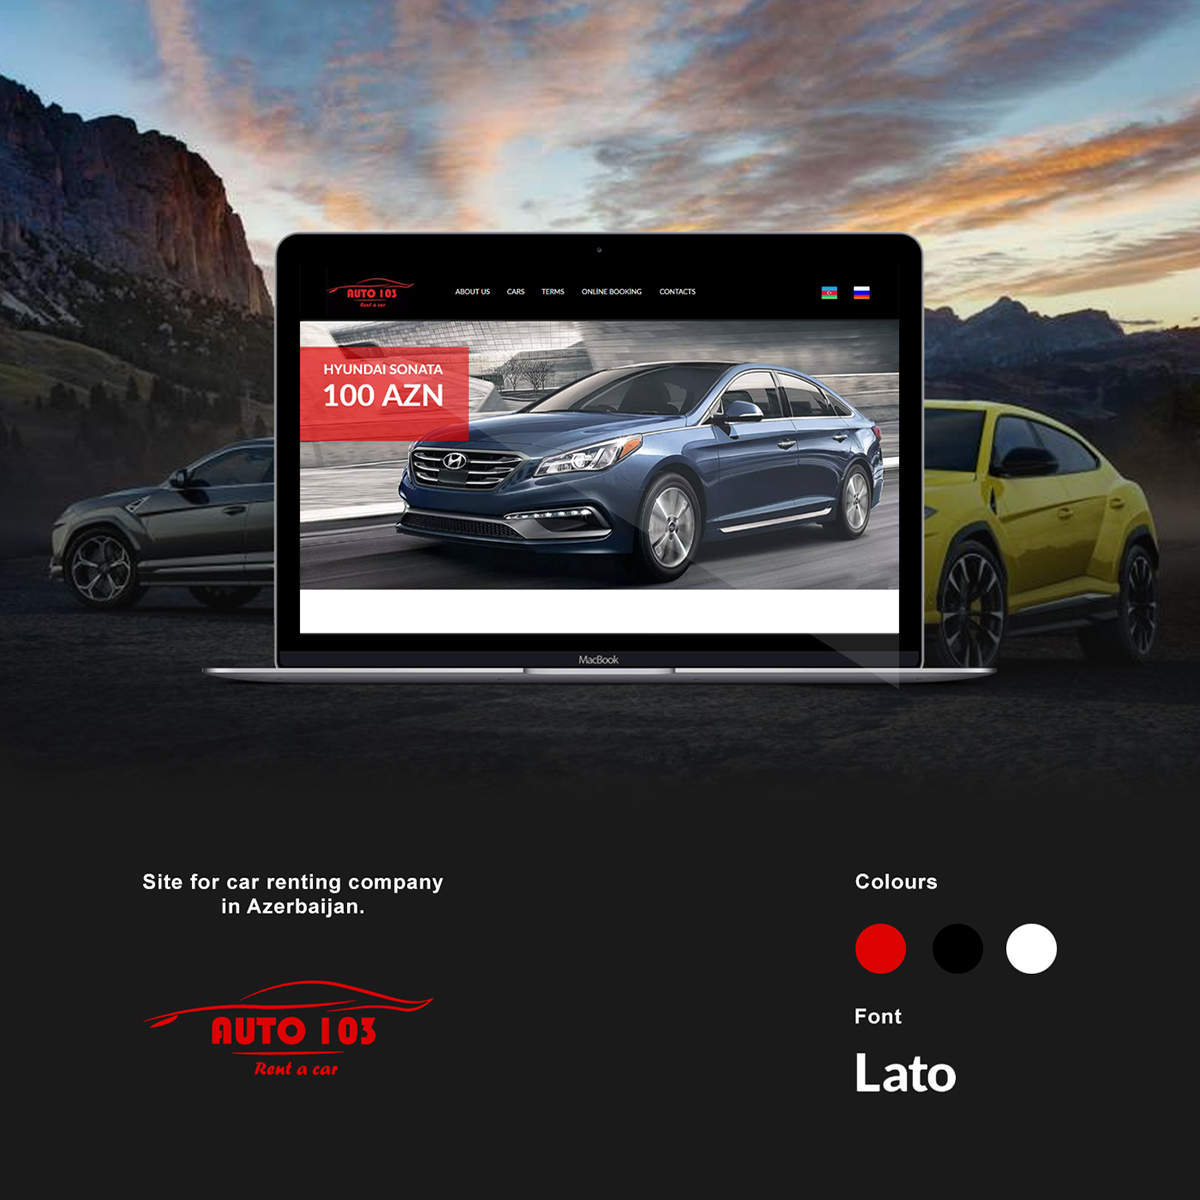 AUTO 103
Rent a car
ABOUT US
CARS
TERMS
ONLINE BOOKING
CONTACTS
HYUNDAI SONATA
100 AZN
MacBook
Site for car renting company
in Azerbaijan.
AUTO 103
Rent a car
Colours
Font
Lato